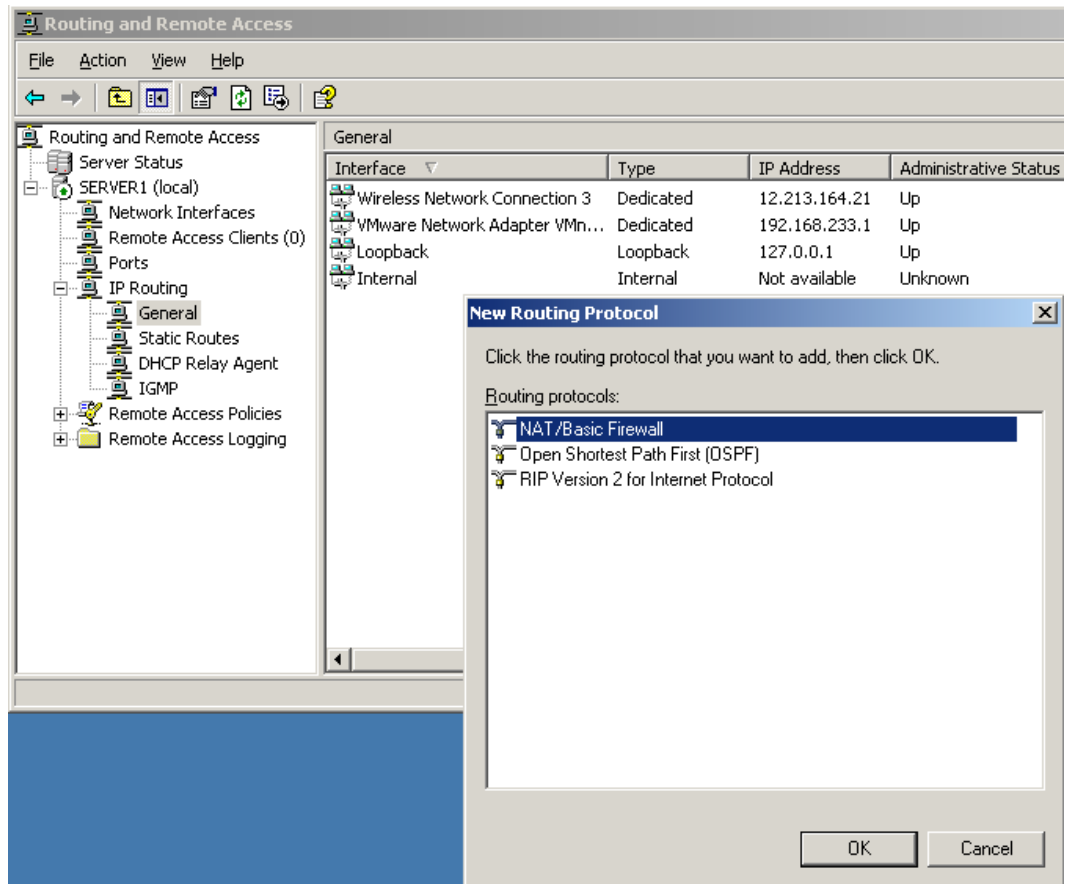 Routing and Remote Access
File Action View Help
Routing and Remote Access
Server Status
SERVER1 (local)
Network Interfaces
Remote Access Clients (0)
Ports
IP Routing
General
Static Routes
DHCP Relay Agent
IGMP
Remote Access Policies
Remote Access Logging
General
Interface Type IP Address Administrative Status
Wireless Network Connection 3 Dedicated 12.213.164.21 Up
VMware Network Adapter VMn... Dedicated 192.168.233.1 Up
Loopback Loopback 127.0.0.1 Up
Internal Internal Not available Unknown
New Routing Protocol
Click the routing protocol that you want to add, then click OK.
Routing protocols:
NAT/Basic Firewall
Open Shortest Path First (OSPF)
RIP Version 2 for Internet Protocol
OK Cancel